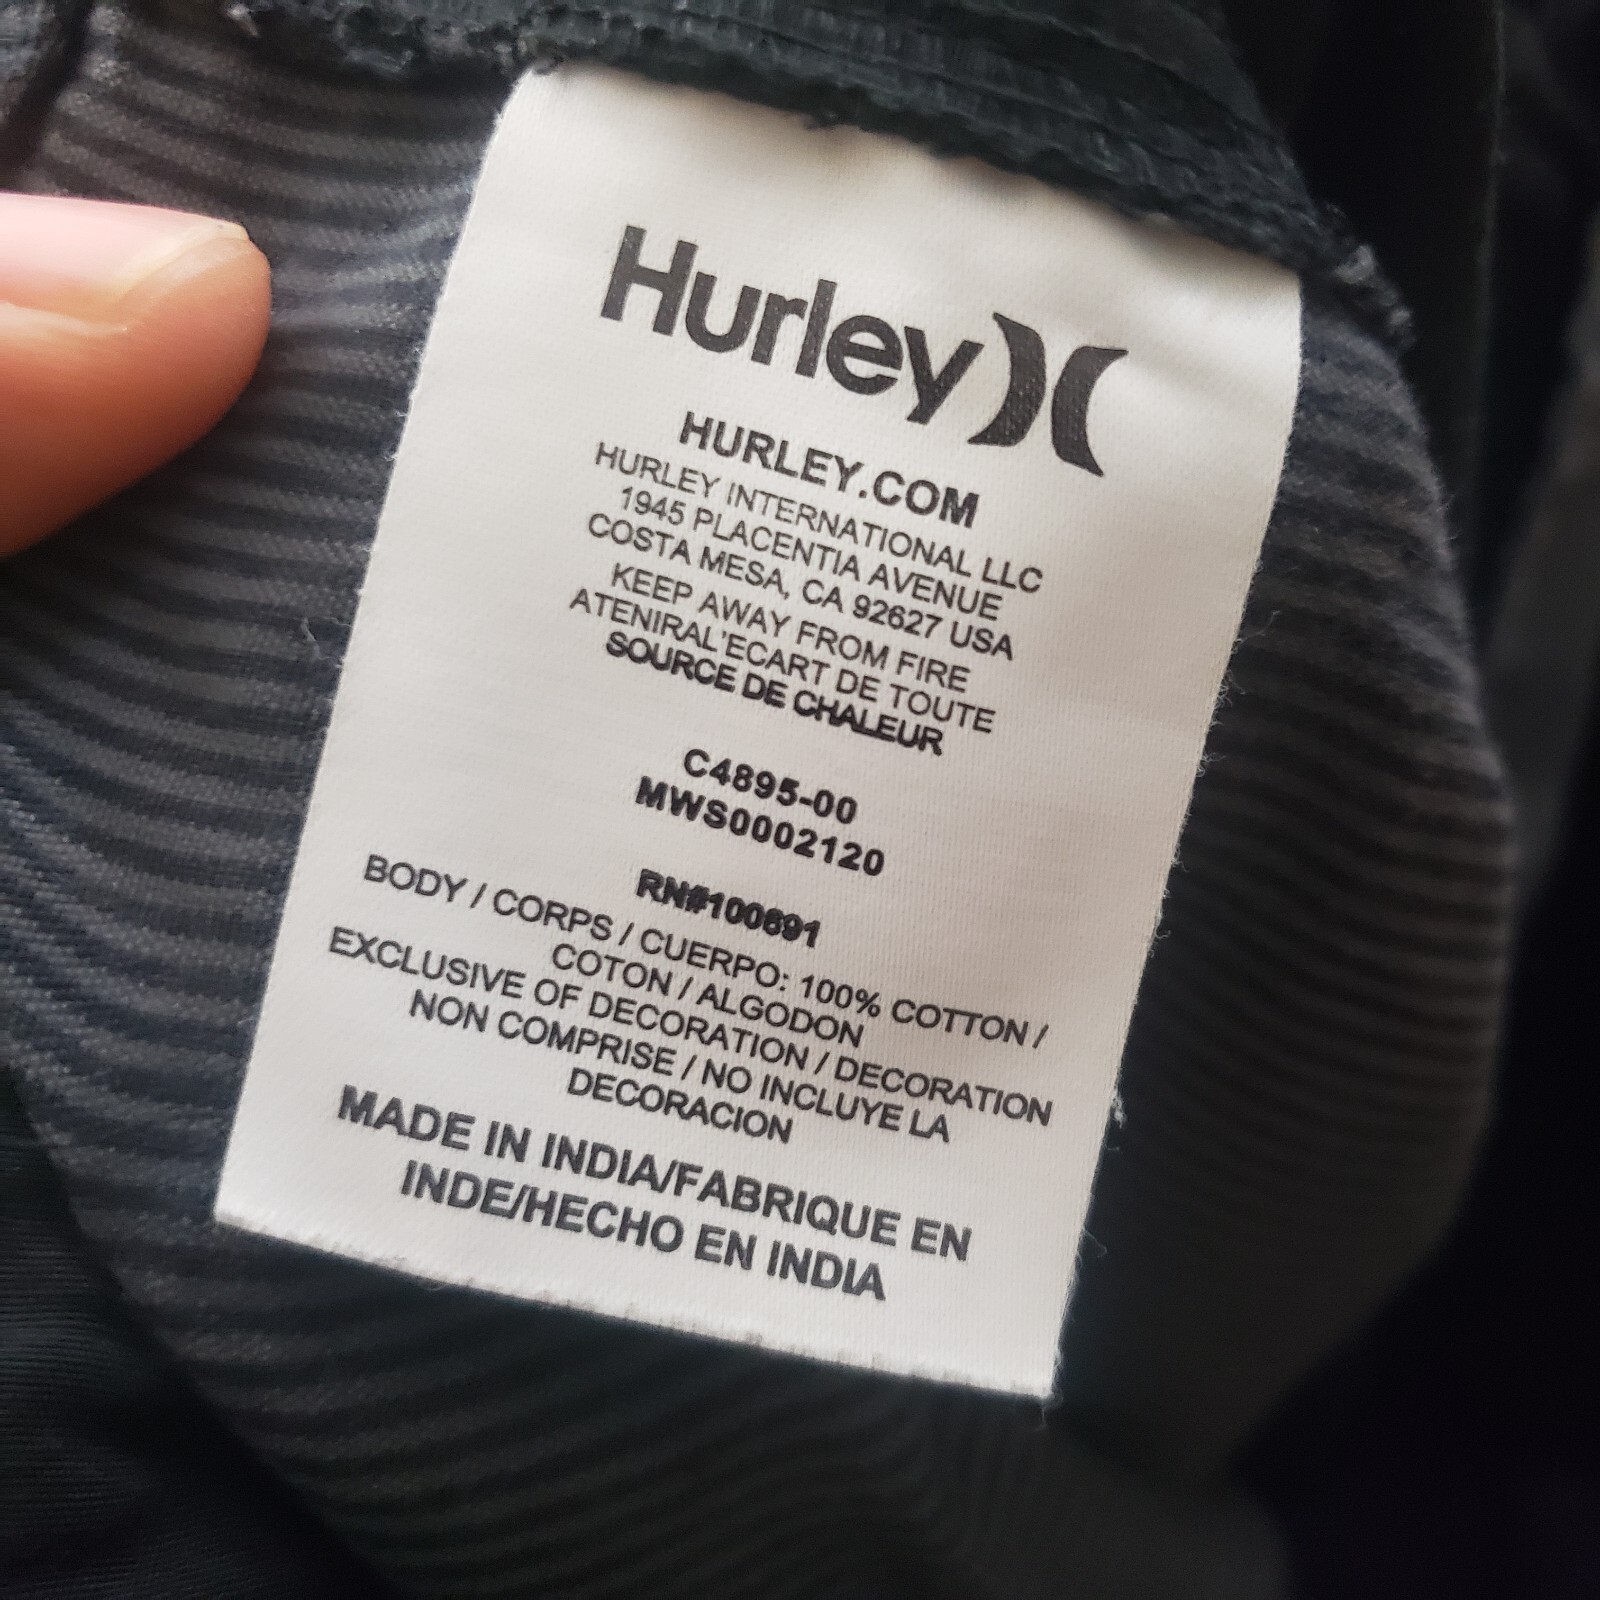 Hurley
HURLEY.COM
HURLEY INTERNATIONAL LLC
1945 PLACENTIA AVENUE
COSTA MESA, CA 92627 USA
KEEP AWAY FROM FIRE
ATENIRAL'ECART DE TOUTE
SOURCE DE CHALEUR
C4895-00
MWS0002120
RN#100691
BODY / CORPS / CUERPO: 100% COTTON /
COTON / ALGODON
EXCLUSIVE OF DECORATION / DECORATION
NON COMPRISE / NO INCLUYE LA
DECORACION
MADE IN INDIA/FABRIQUE EN
INDE/HECHO EN INDIA